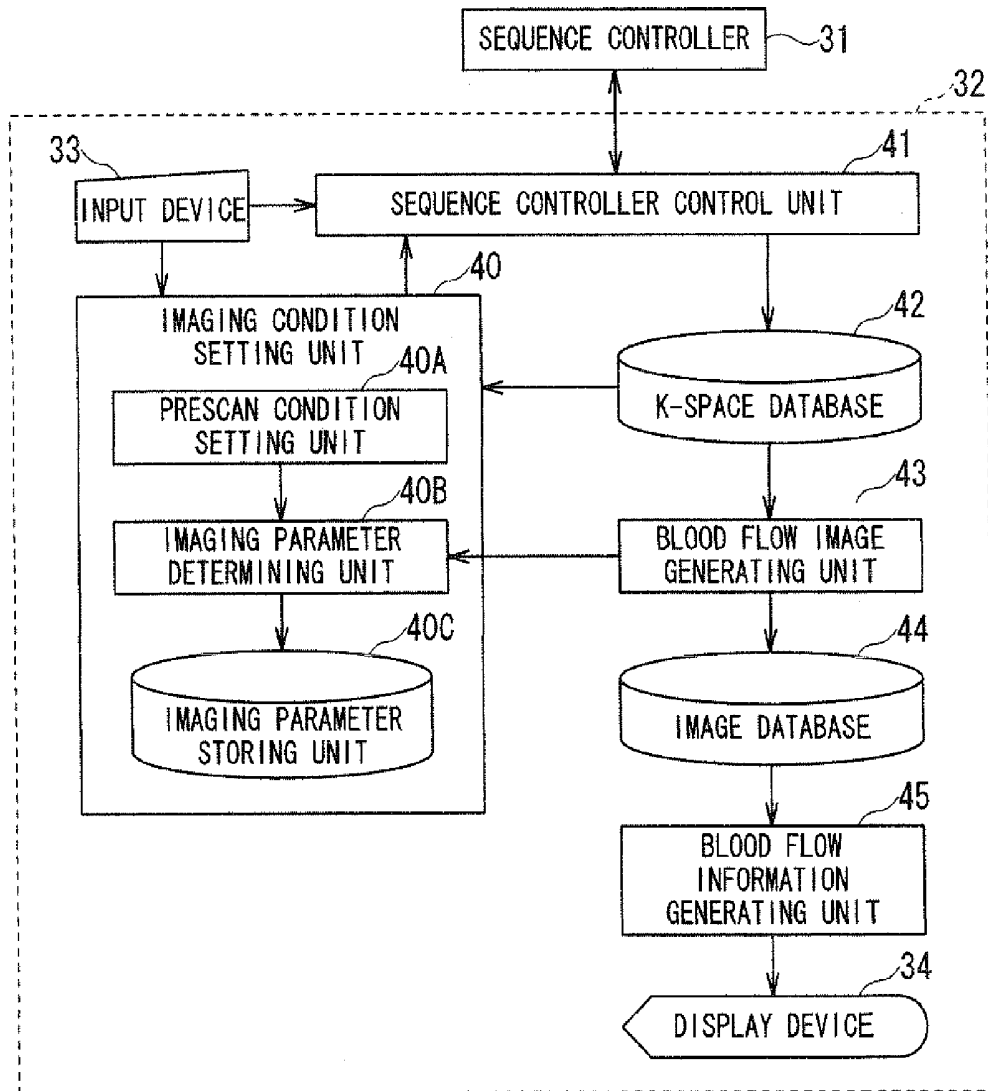 SEQUENCE CONTROLLER
31
32
33
INPUT DEVICE
41
SEQUENCE CONTROLLER CONTROL UNIT
40
IMAGING CONDITION
SETTING UNIT
40A
PRESCAN CONDITION
SETTING UNIT
40B
IMAGING PARAMETER
DETERMINING UNIT
40C
IMAGING PARAMETER
STORING UNIT
42
K-SPACE DATABASE
43
BLOOD FLOW IMAGE
GENERATING UNIT
44
IMAGE DATABASE
45
BLOOD FLOW
INFORMATION
GENERATING UNIT
34
DISPLAY DEVICE